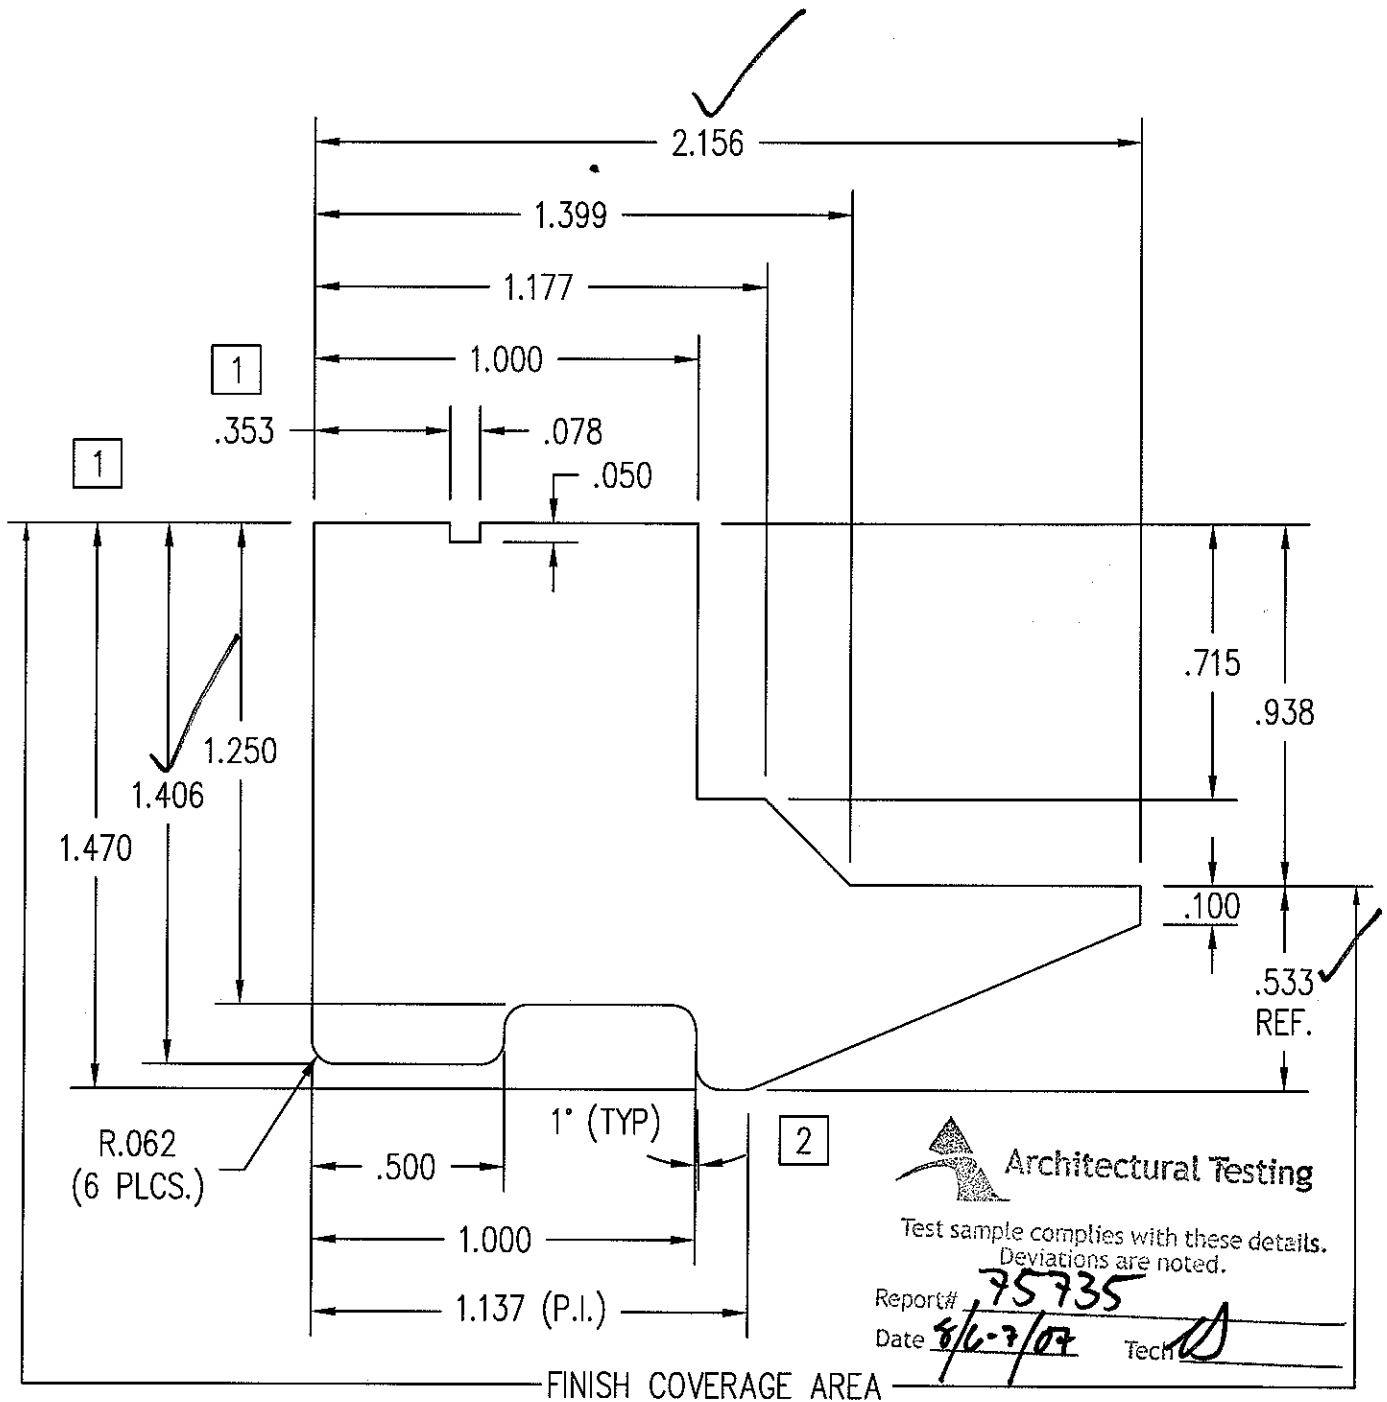 2.156
1.399
1.177
1
1.000
.353
.078
1
.050
.715
.938
1.250
1.406
1.470
.100
.533
REF.
R.062
(6 PLCS.)
1° (TYP)
2
.500
1.000
1.137 (P.I.)
Architectural Testing
Test sample complies with these details.
Deviations are noted.
Report# 75735
Date 8/6-7/07 Tech
FINISH COVERAGE AREA